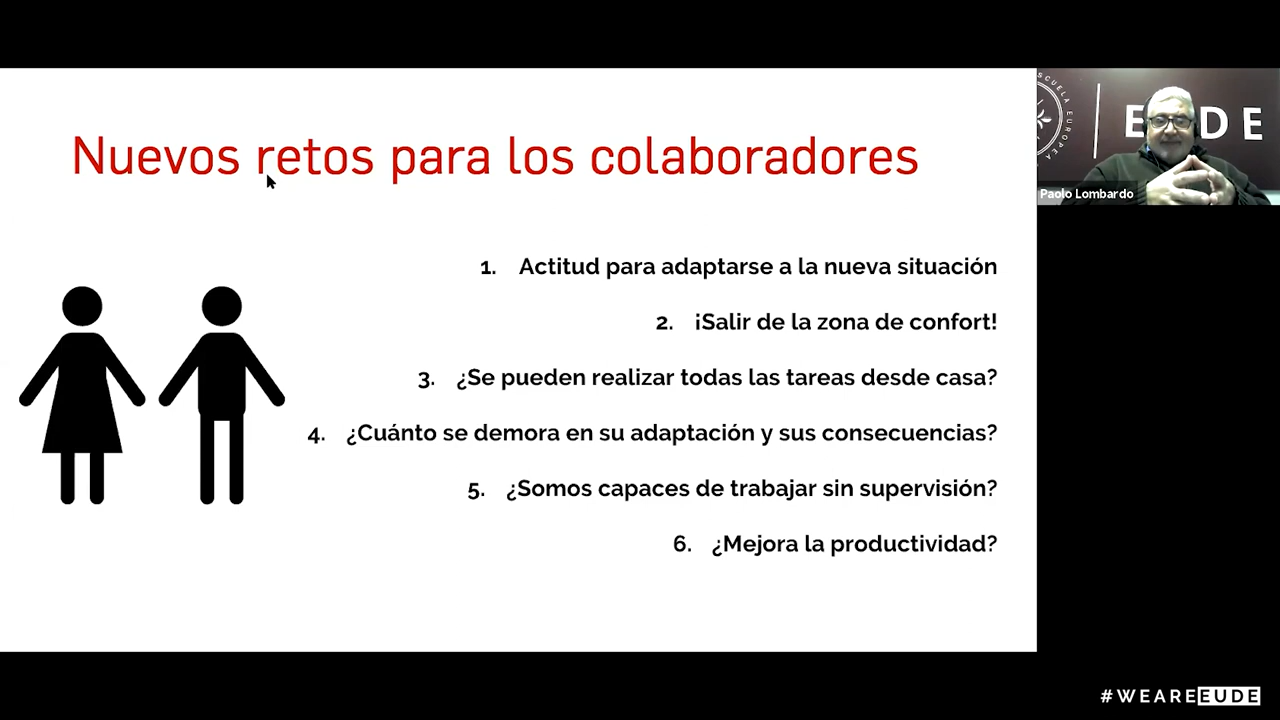 Nuevos retos para los colaboradores
1. Actitud para adaptarse a la nueva situación
2. ¡Salir de la zona de confort!
3. ¿Se pueden realizar todas las tareas desde casa?
4. ¿Cuánto se demora en su adaptación y sus consecuencias?
5. ¿Somos capaces de trabajar sin supervisión?
6. ¿Mejora la productividad?
ESCUELA EUROPEA
Paolo Lombardo
#WEAREEUDE